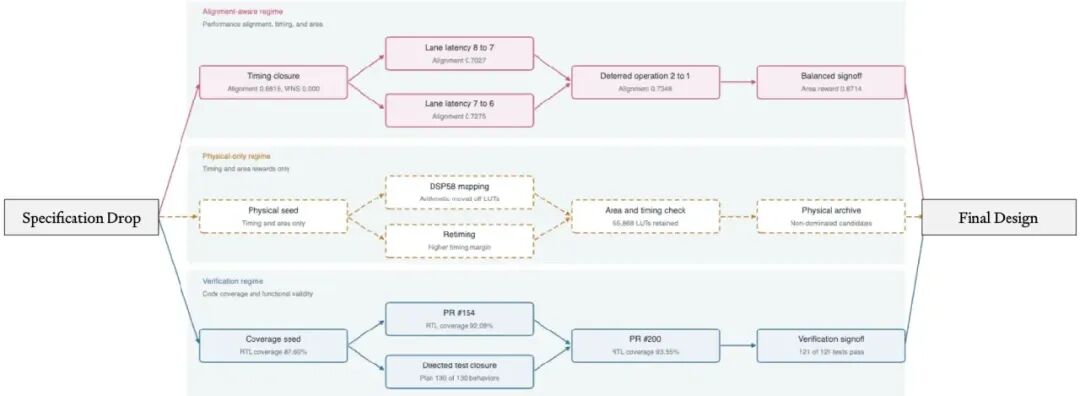 Alignment-aware regime
Performance alignment, timing, and area
Timing closure
Alignment 0.6815, WNS 0.000
Lane latency 8 to 7
Alignment 0.7027
Lane latency 7 to 6
Alignment 0.7275
Deferred operation 2 to 1
Alignment 0.7348
Balanced signoff
Area reward 0.8714
Physical-only regime
Timing and area rewards only
Specification Drop
Physical seed
Timing and area only
DSP58 mapping
Arithmetic moved off LUTs
Retiming
Higher timing margin
Area and timing check
55,868 LUTs retained
Physical archive
Non-dominated candidates
Final Design
Verification regime
Code coverage and functional validity
Coverage seed
RTL coverage 87.60%
PR #154
RTL coverage 92.09%
Directed test closure
Plan 130 of 130 behaviors
PR #200
RTL coverage 93.55%
Verification signoff
121 of 121 tests pass